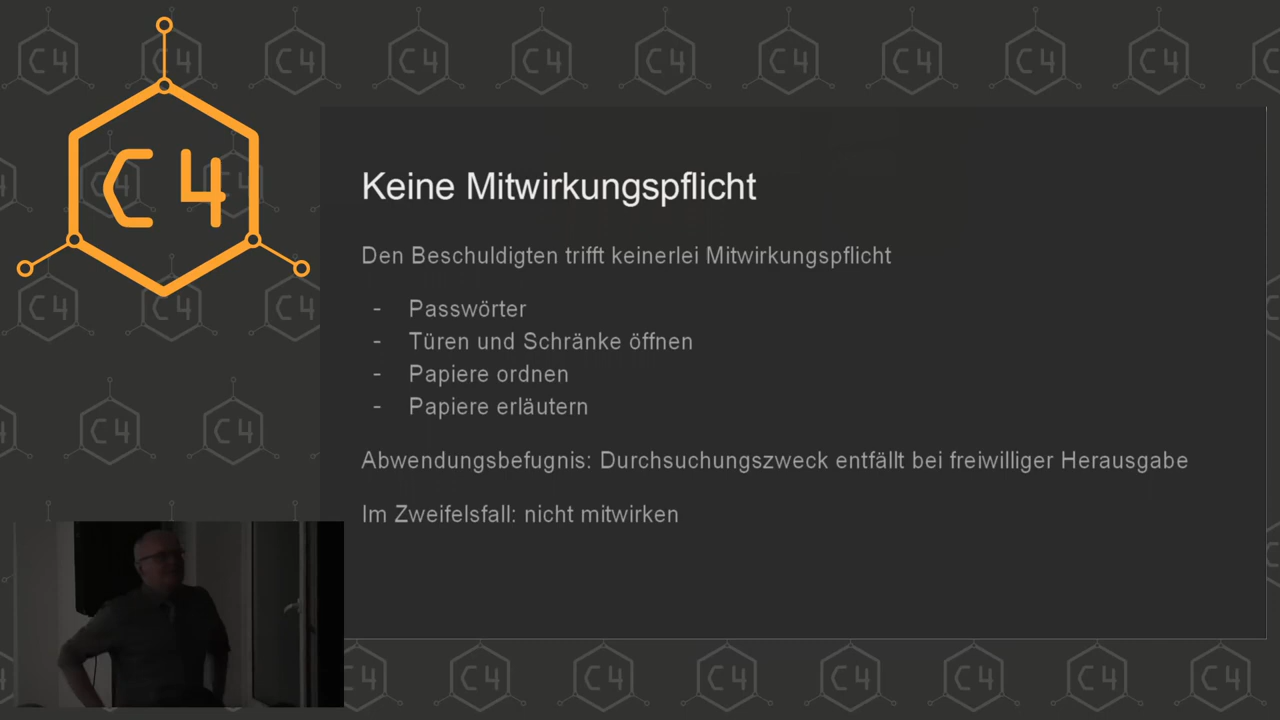 C4
Keine Mitwirkungspflicht
Den Beschuldigten trifft keinerlei Mitwirkungspflicht
- Passwörter
- Türen und Schränke öffnen
- Papiere ordnen
- Papiere erläutern
Abwendungsbefugnis: Durchsuchungszweck entfällt bei freiwilliger Herausgabe
Im Zweifelsfall: nicht mitwirken